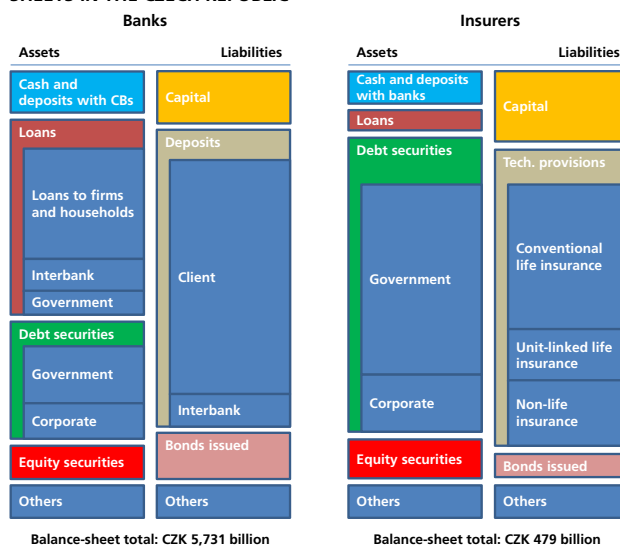 Banks
Assets
Liabilities
Cash and
deposits with CBs
Loans
Loans to firms
and households
Interbank
Government
Debt securities
Government
Corporate
Equity securities
Others
Capital
Deposits
Client
Interbank
Bonds issued
Others
Balance-sheet total: CZK 5,731 billion
Insurers
Assets
Liabilities
Cash and deposits
with banks
Loans
Debt securities
Government
Corporate
Equity securities
Others
Capital
Tech. provisions
Conventional
life insurance
Unit-linked life
insurance
Non-life
insurance
Bonds issued
Others
Balance-sheet total: CZK 479 billion